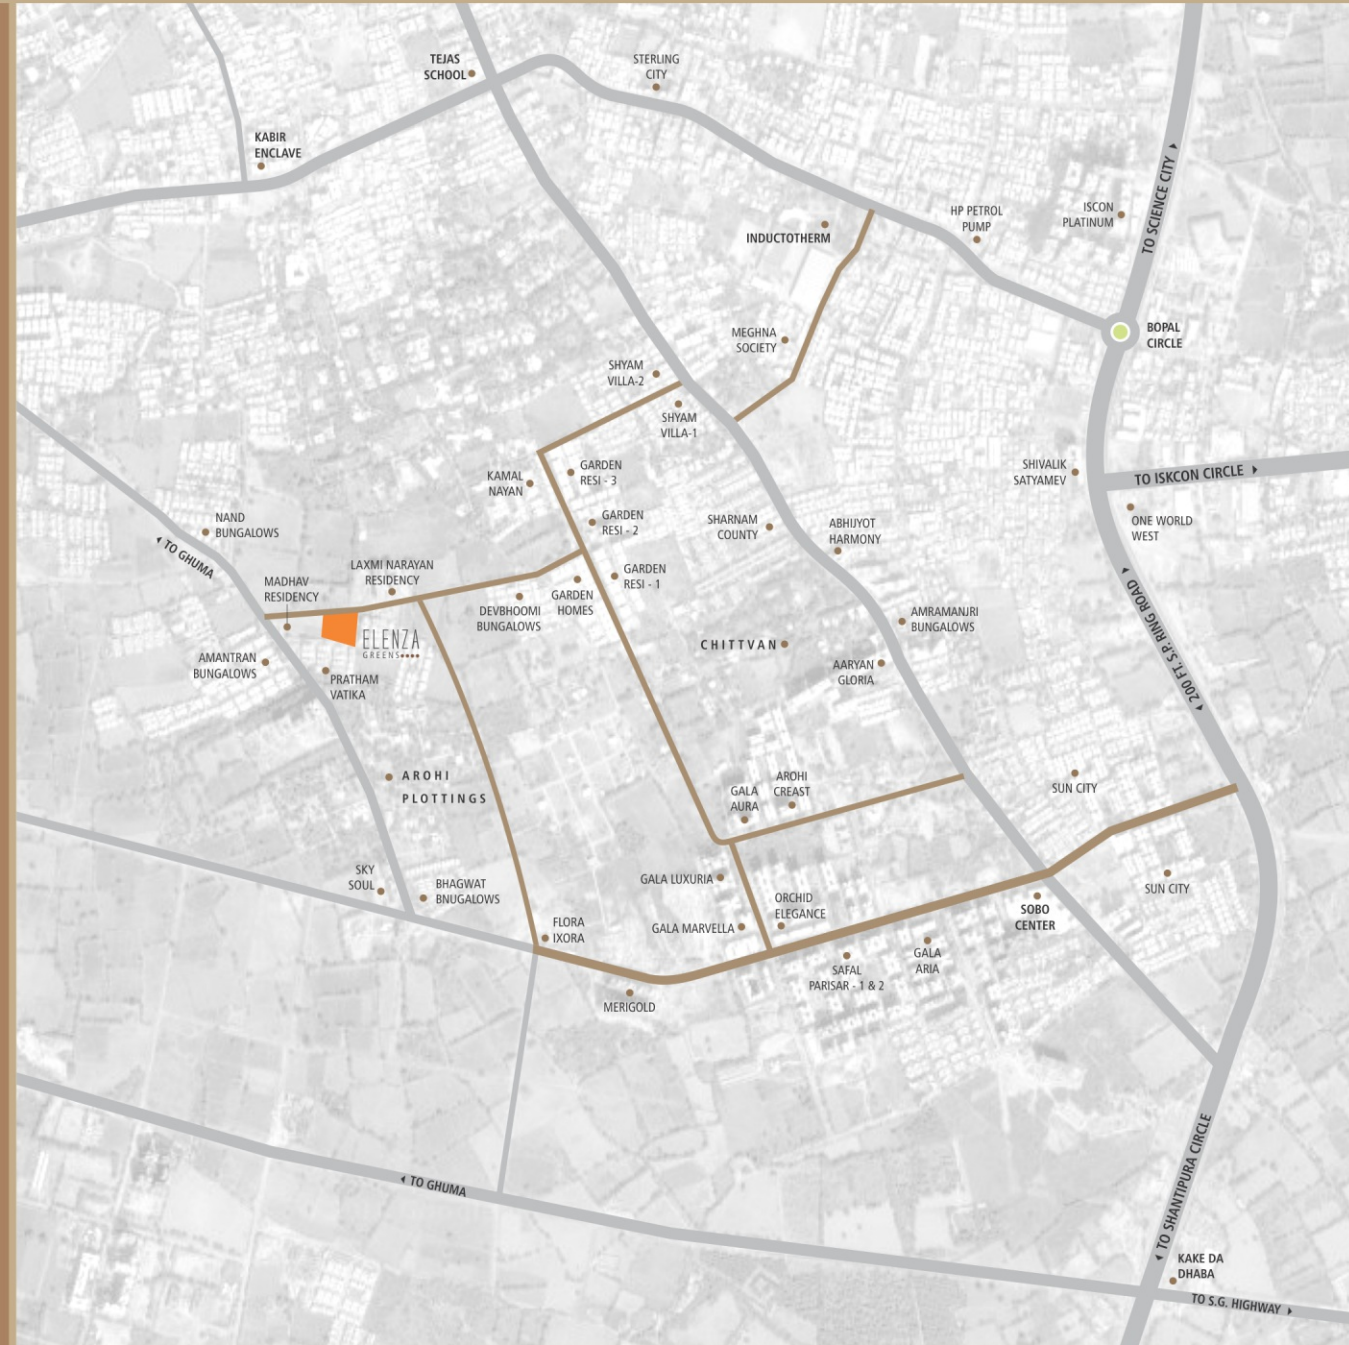 TEJAS
SCHOOL
STERLING
CITY
KABIR
ENCLAVE
TO SCIENCE CITY
HP PETROL
PUMP
ISCON
PLATINUM
INDUCTOTHERM
BOPAL
CIRCLE
MEGHNA
SOCIETY
SHYAM
VILLA-2
SHYAM
VILLA-1
KAMAL
NAYAN
GARDEN
RESI - 3
SHIVALIK
SATYAMEV
TO ISKCON CIRCLE
NAND
BUNGALOWS
GARDEN
RESI - 2
SHARNAM
COUNTY
ABHIJYOT
HARMONY
ONE WORLD
WEST
TO GHUMA
LAXMI NARAYAN
RESIDENCY
MADHAV
RESIDENCY
GARDEN
RESI - 1
GARDEN
HOMES
DEVBHOOMI
BUNGALOWS
200 FT. S.P. RING ROAD
AMRAMANJRI
BUNGALOWS
ELENZA
GREENS
CHITTVAN
AMANTRAN
BUNGALOWS
PRATHAM
VATIKA
AARYAN
GLORIA
AROHI
PLOTTINGS
GALA
AURA
AROHI
CREAST
SUN CITY
SKY
SOUL
BHAGWAT
BNUGALOWS
GALA LUXURIA
ORCHID
ELEGANCE
SUN CITY
FLORA
IXORA
GALA MARVELLA
SOBO
CENTER
GALA
ARIA
SAFAL
PARISAR - 1 & 2
MERIGOLD
TO SHANTIPURA CIRCLE
TO GHUMA
KAKE DA
DHABA
TO S.G. HIGHWAY